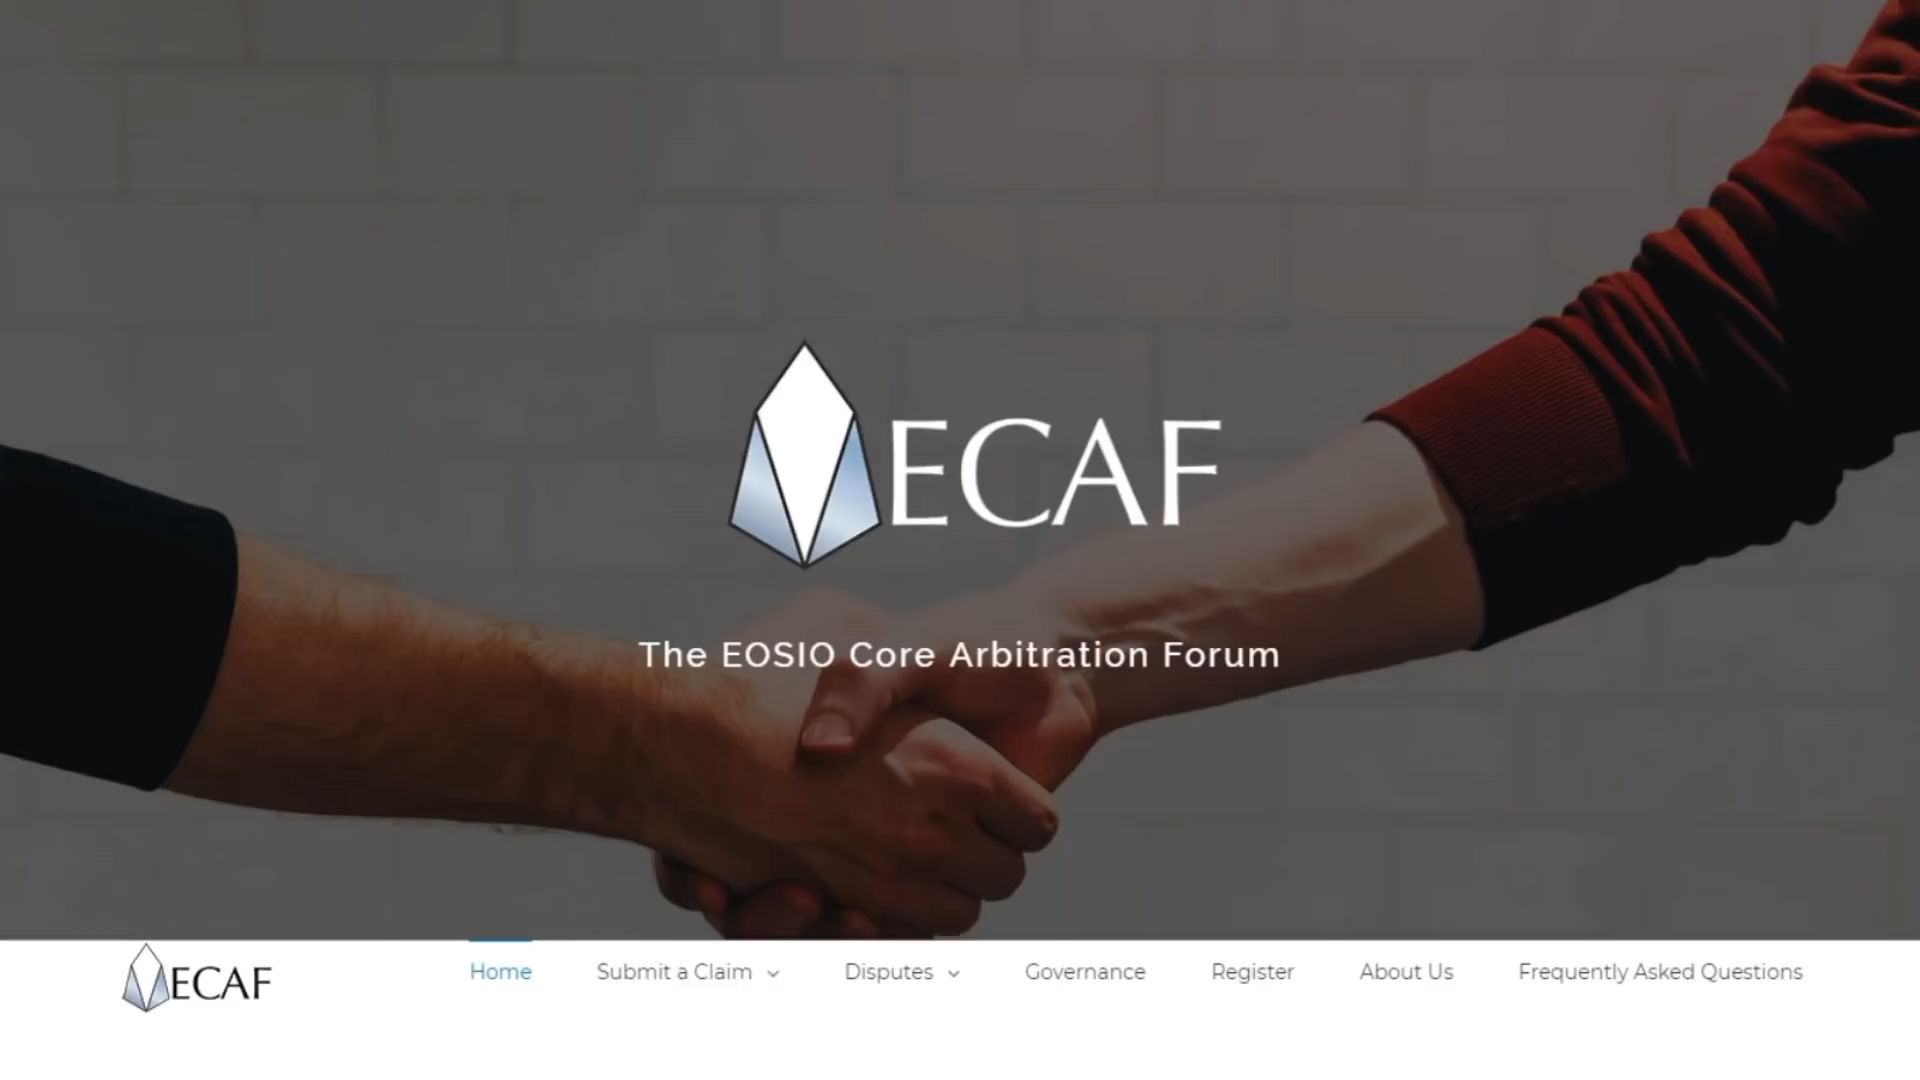 ECAF
The EOSIO Core Arbitration Forum
ECAF
Home Submit a Claim Disputes Governance Register About Us Frequently Asked Questions